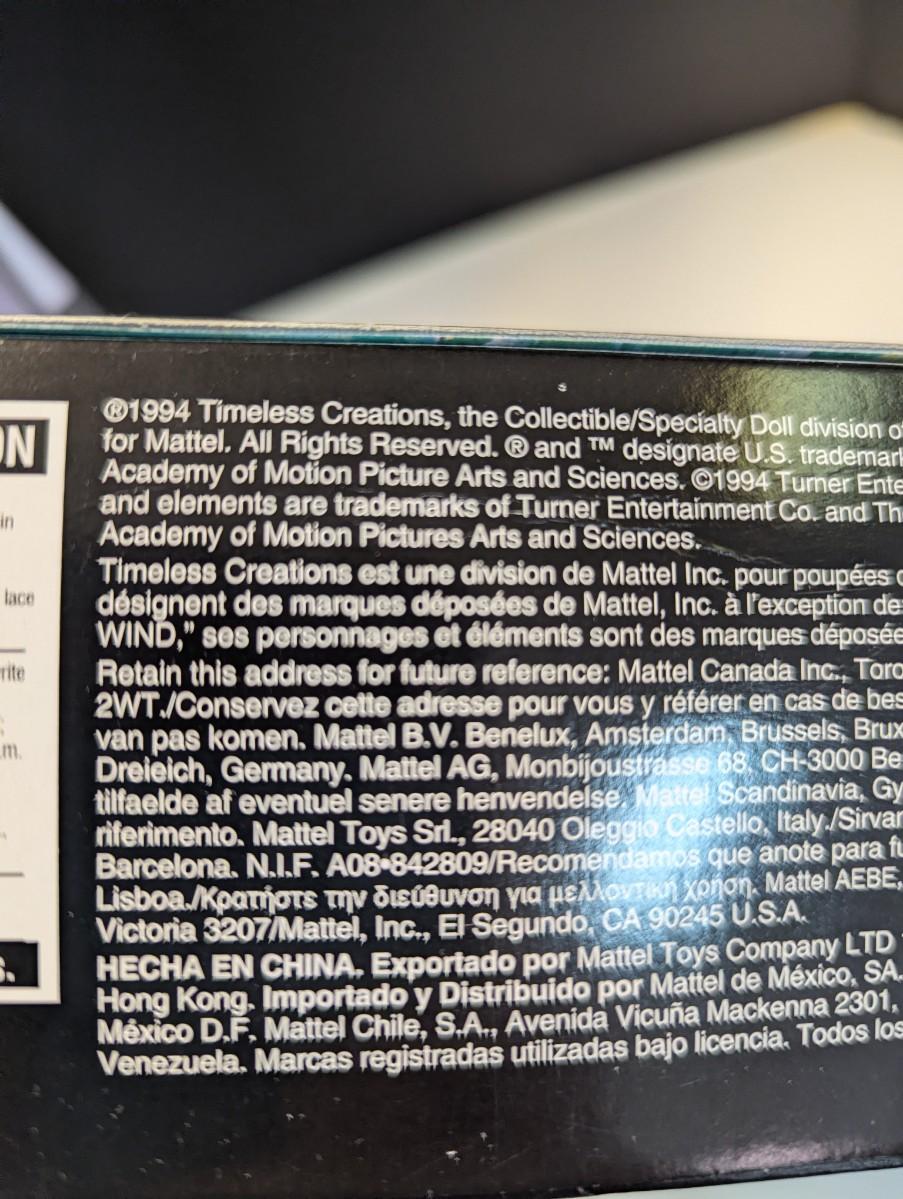 ON
in
lace
rite
.m.
S.
®1994 Timeless Creations, the Collectible/Specialty Doll division o
for Mattel. All Rights Reserved. ® and ™ designate U.S. trademar
Academy of Motion Picture Arts and Sciences. ©1994 Turner Ente
and elements are trademarks of Turner Entertainment Co. and Th
Academy of Motion Pictures Arts and Sciences.
Timeless Creations est une division de Mattel Inc. pour poupées
désignent des marques déposées de Mattel, Inc. à l'exception de
WIND," ses personnages et éléments sont des marques déposée
Retain this address for future reference: Mattel Canada Inc., Toro
2WT./Conservez cette adresse pour vous y référer en cas de bes
van pas komen. Mattel B.V. Benelux, Amsterdam, Brussels, Brux
Dreieich, Germany. Mattel AG, Monbijoustrasse 68, CH-3000 Be
tilfaelde af eventuel senere henvendelse. Mattel Scandinavia, Gy
riferimento. Mattel Toys Srl., 28040 Oleggio Castello, Italy./Sirvar
Barcelona. N.I.F. A08-842809/Recomendamos que anote para fu
Lisboa./Κρατήστε την διεύθυνση για μελλοντική χρήση. Mattel AEBE,
Victoria 3207/Mattel, Inc., El Segundo, CA 90245 U.S.A.
HECHA EN CHINA. Exportado por Mattel Toys Company LTD
Hong Kong. Importado y Distribuido por Mattel de México, SA.
México D.F. Mattel Chile, S.A., Avenida Vicuña Mackenna 2301,
Venezuela. Marcas registradas utilizadas bajo licencia. Todos los